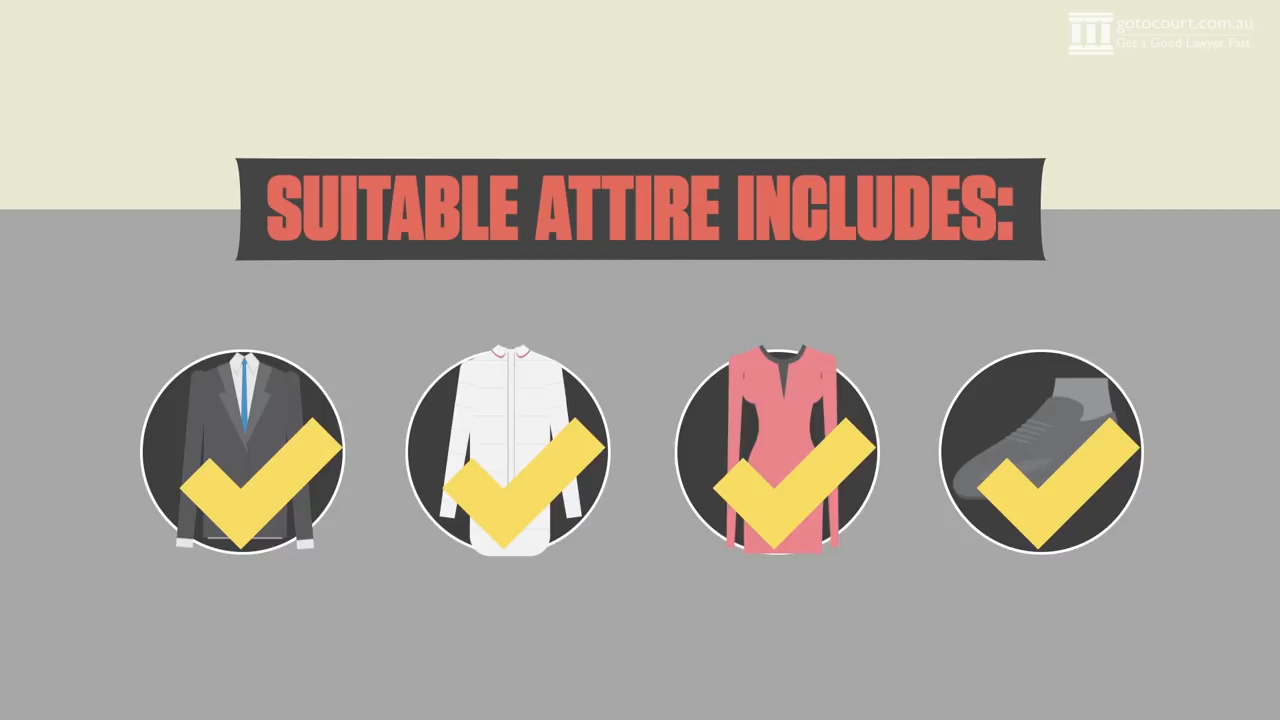 gotocourt.com.au
Get a Good Lawyer.Fast.
SUITABLE ATTIRE INCLUDES: